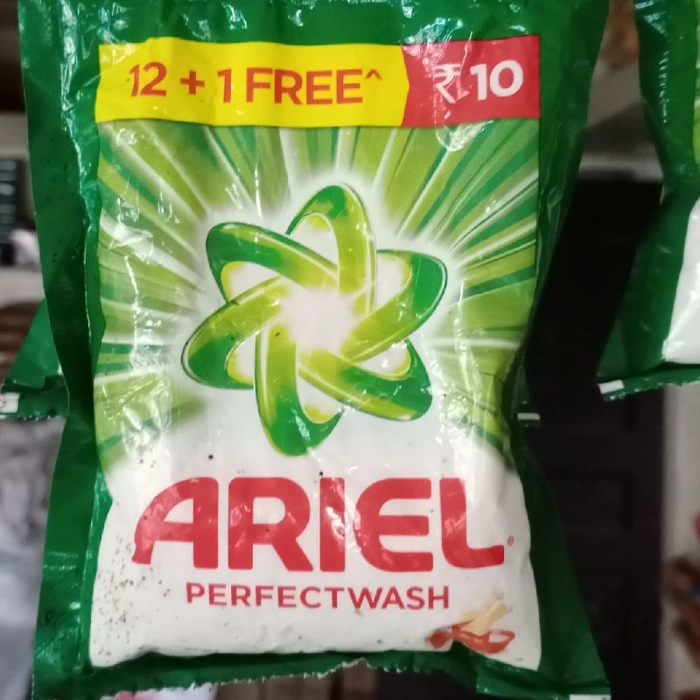 12 + 1 FREE^ ₹ 10
ARIEL
PERFECTWASH